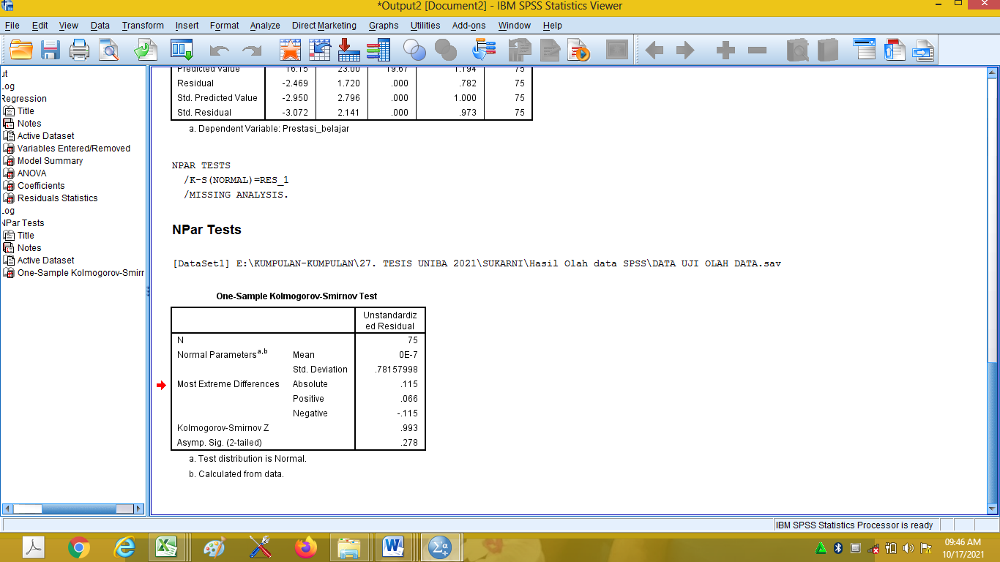 *Output2 [Document2] - IBM SPSS Statistics Viewer
File Edit View Data Transform Insert Format Analyze Direct Marketing Graphs Utilities Add-ons Window Help
ut
Log
Regression
Title
Notes
Active Dataset
Variables Entered/Removed
Model Summary
ANOVA
Coefficients
Residuals Statistics
Log
NPar Tests
Title
Notes
Active Dataset
One-Sample Kolmogorov-Smirr
Predicted Value 16.15 23.00 19.67 1.194 75
Residual -2.469 1.720 .000 .782 75
Std. Predicted Value -2.950 2.796 .000 1.000 75
Std. Residual -3.072 2.141 .000 .973 75
a. Dependent Variable: Prestasi_belajar
NPAR TESTS
/K-S(NORMAL)=RES_1
/MISSING ANALYSIS.
NPar Tests
[DataSet1] E:\KUMPULAN-KUMPULAN\27. TESIS UNIBA 2021\SUKARNI\Hasil Olah data SPSS\DATA UJI OLAH DATA.sav
One-Sample Kolmogorov-Smirnov Test
Unstandardiz
ed Residual
N 75
Normal Parameters a,b Mean 0E-7
Std. Deviation .78157998
Most Extreme Differences Absolute .115
Positive .066
Negative -.115
Kolmogorov-Smirnov Z .993
Asymp. Sig. (2-tailed) .278
a. Test distribution is Normal.
b. Calculated from data.
IBM SPSS Statistics Processor is ready
09:46 AM
10/17/2021